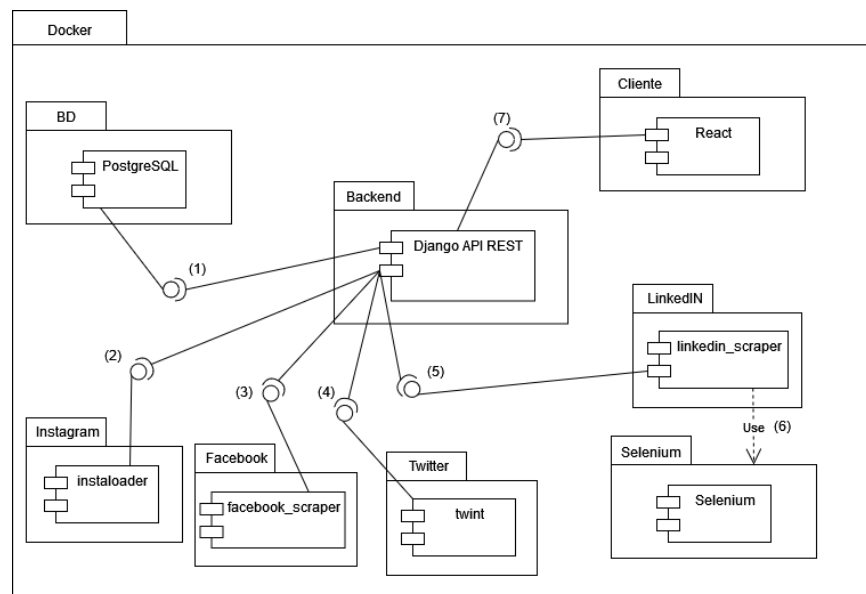 Docker
Cliente
BD
(7)
React
PostgreSQL
Backend
Django API REST
(1)
LinkedIN
linkedin_scraper
(2)
(5)
(3)
(4)
Use (6)
Instagram
Facebook
Twitter
Selenium
instaloader
facebook_scraper
twint
Selenium